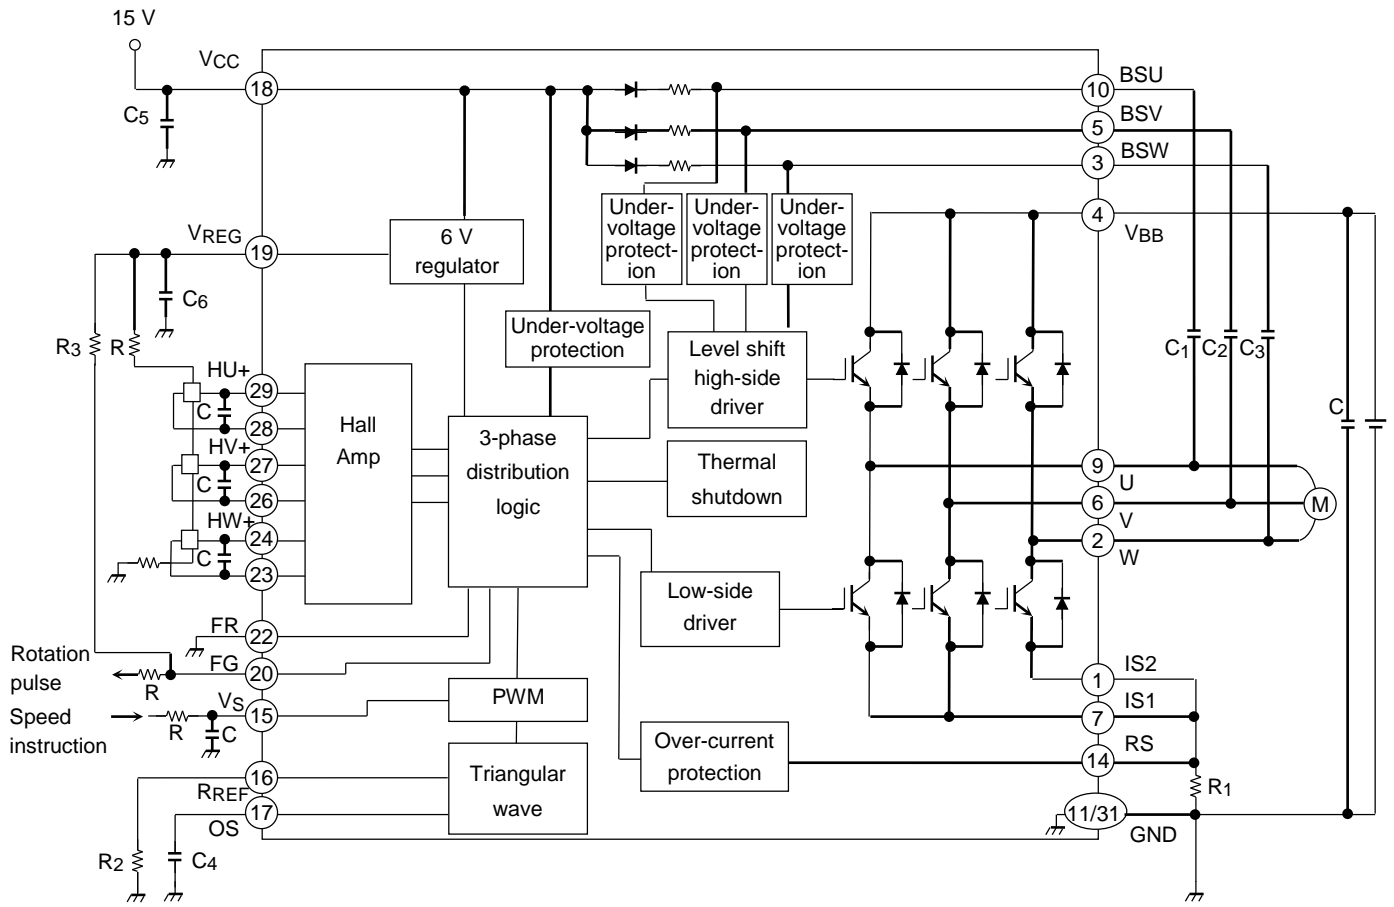 15 V
VCC
18
C5
BSU
10
BSV
5
BSW
3
4
VBB
Under-
voltage
protect-
ion
Under-
voltage
protect-
ion
Under-
voltage
protect-
ion
VREG
19
6 V
regulator
C6
R3
R
Under-voltage
protection
Level shift
high-side
driver
C1
C2
C3
C
HU+
29
C
28
HV+
27
C
26
HW+
24
C
23
Hall
Amp
3-phase
distribution
logic
Thermal
shutdown
Low-side
driver
9
U
6
V
2
W
M
FR
22
Rotation
pulse
R
FG
20
Speed
instruction
R
C
VS
15
PWM
1
IS2
7
IS1
14
RS
Over-current
protection
R1
16
RREF
17
OS
Triangular
wave
11/31
GND
R2
C4